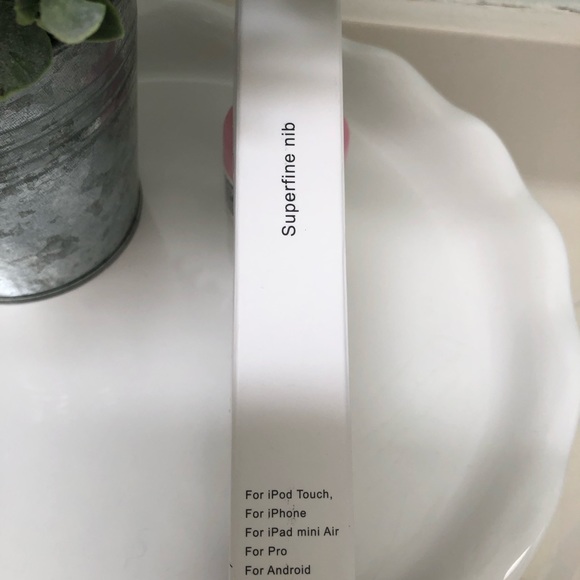 Superfine nib
For iPod Touch,
For iPhone
For iPad mini Air
For Pro
For Android